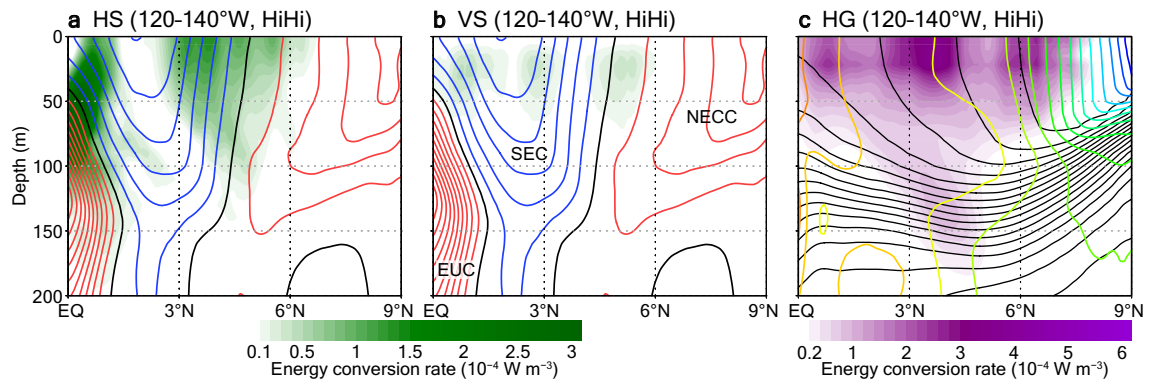 a HS (120-140°W, HiHi)
b VS (120-140°W, HiHi)
c HG (120-140°W, HiHi)
Depth (m)
0
50
100
150
200
EQ 3°N 6°N 9°N
NECC
SEC
EUC
EQ 3°N 6°N 9°N
EQ 3°N 6°N 9°N
0.1 0.5 1 1.5 2 2.5 3
Energy conversion rate (10⁻⁴ W m⁻³)
0.2 1 2 3 4 5 6
Energy conversion rate (10⁻⁴ W m⁻³)